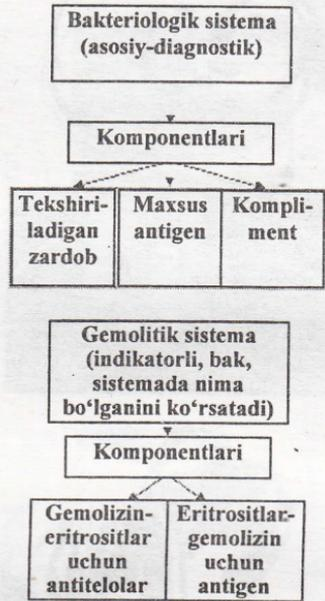 Bakteriologik sistema
(asosiy-diagnostik)
Komponentlari
Tekshiri-
ladigan
zardob
Maxsus
antigen
Kompli-
ment
Gemolitik sistema
(indikatorli, bak,
sistemada nima
bo‘lganini ko‘rsatadi)
Komponentlari
Gemolizin-
eritrositlar
uchun
antitelolar
Eritrositlar-
gemolizin
uchun
antigen